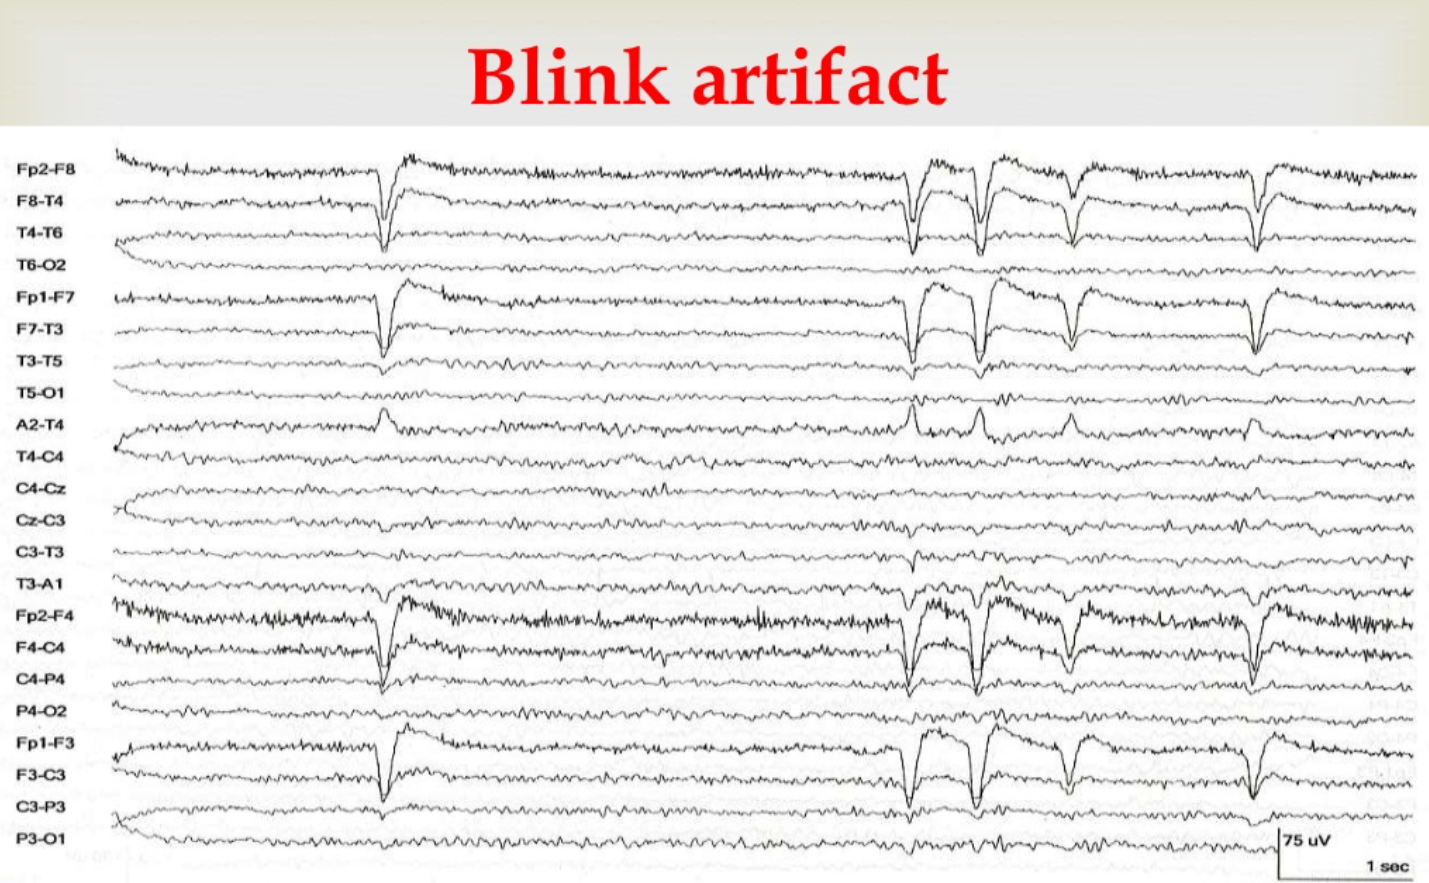 Blink artifact
Fp2-F8
F8-T4
T4-T6
T6-O2
Fp1-F7
F7-T3
T3-T5
T5-O1
A2-T4
T4-C4
C4-Cz
Cz-C3
C3-T3
T3-A1
Fp2-F4
F4-C4
C4-P4
P4-O2
Fp1-F3
F3-C3
C3-P3
P3-O1
75 uV
1 sec